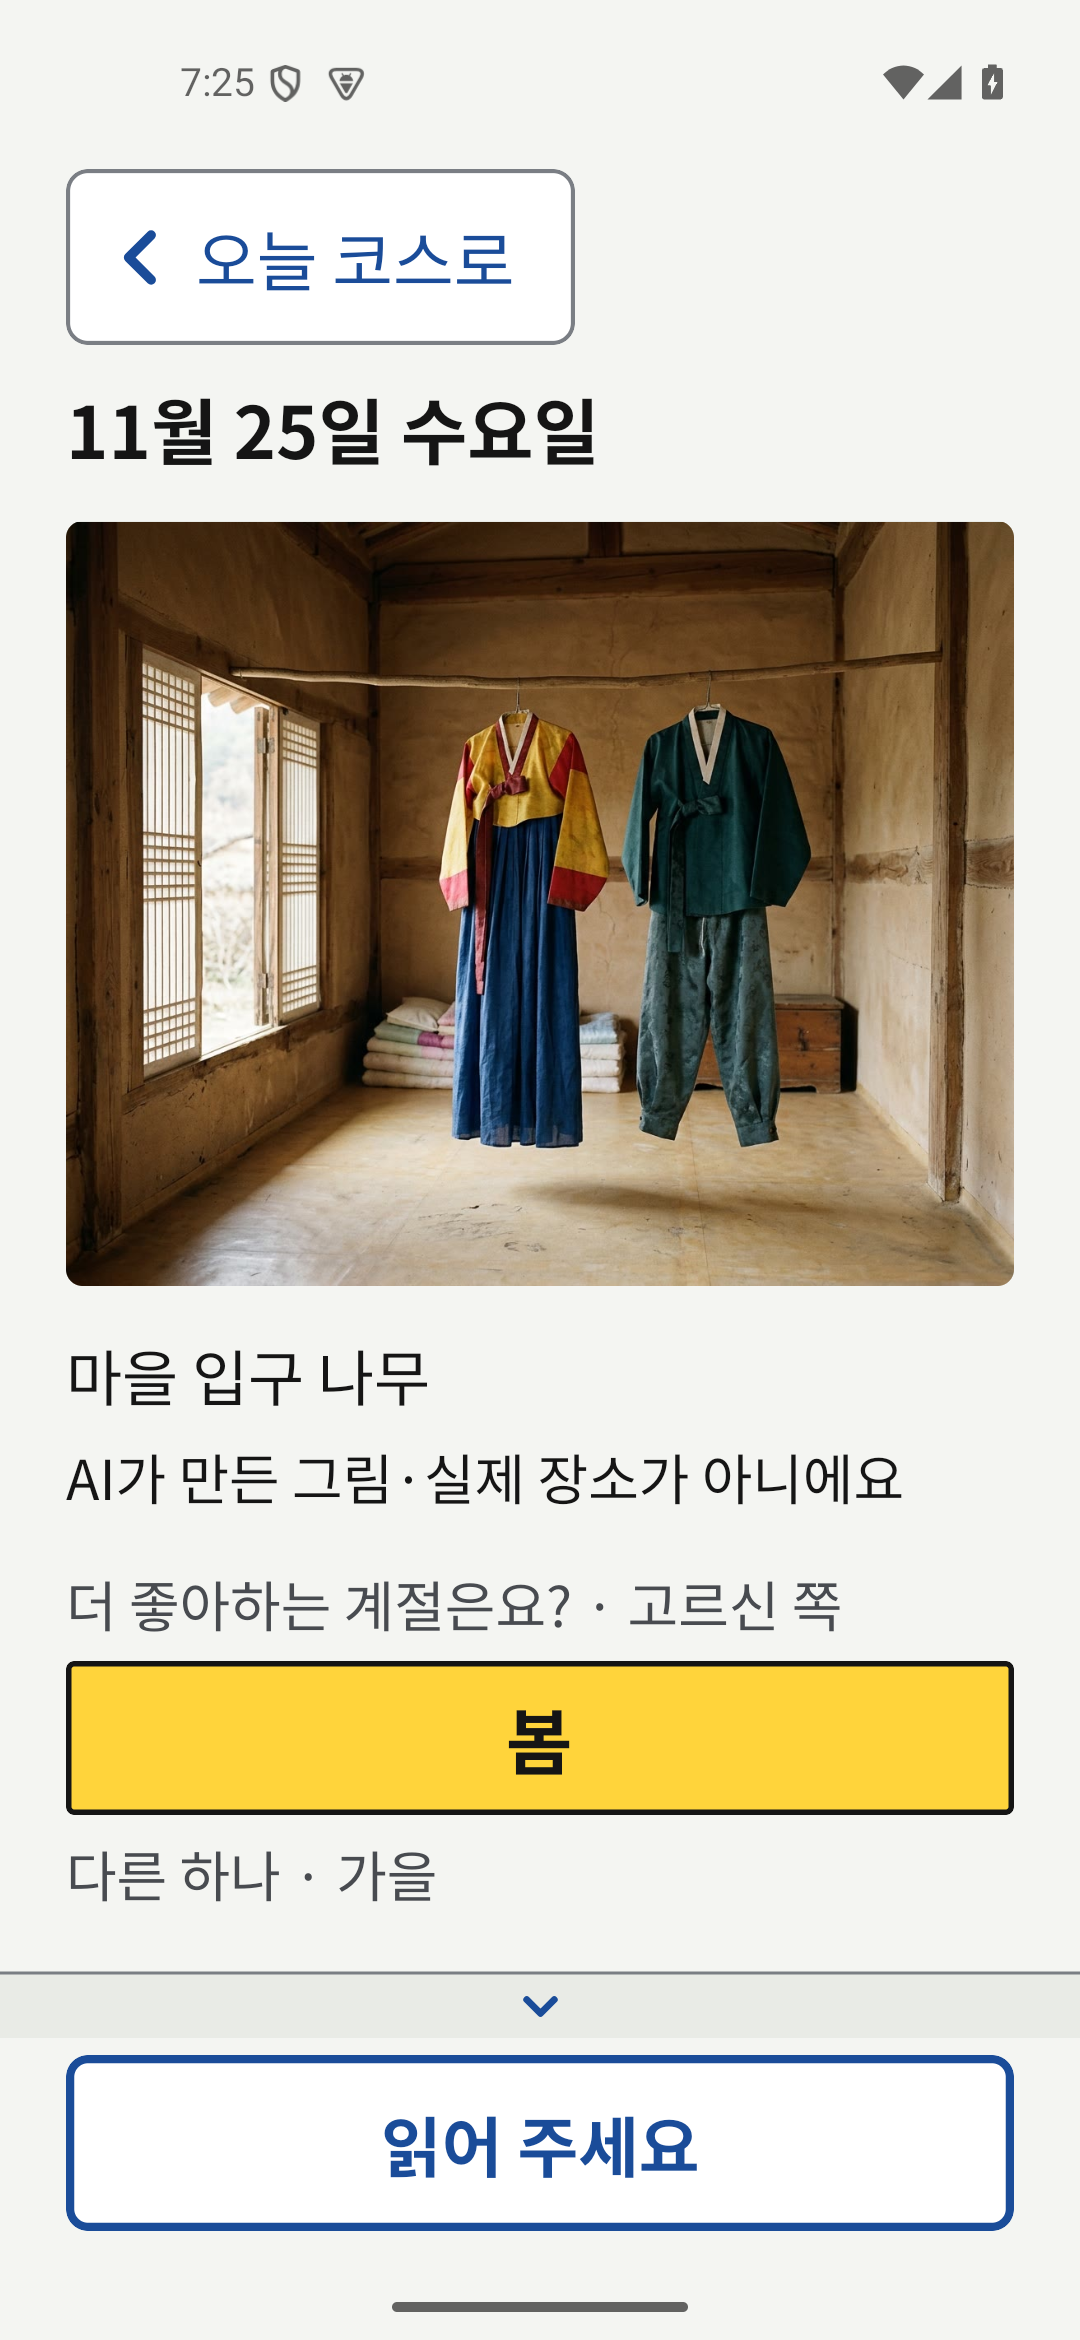 7:25
오늘 코스로
11월 25일 수요일
마을 입구 나무
AI가 만든 그림·실제 장소가 아니에요
더 좋아하는 계절은요? · 고르신 쪽
봄
다른 하나 · 가을
읽어 주세요